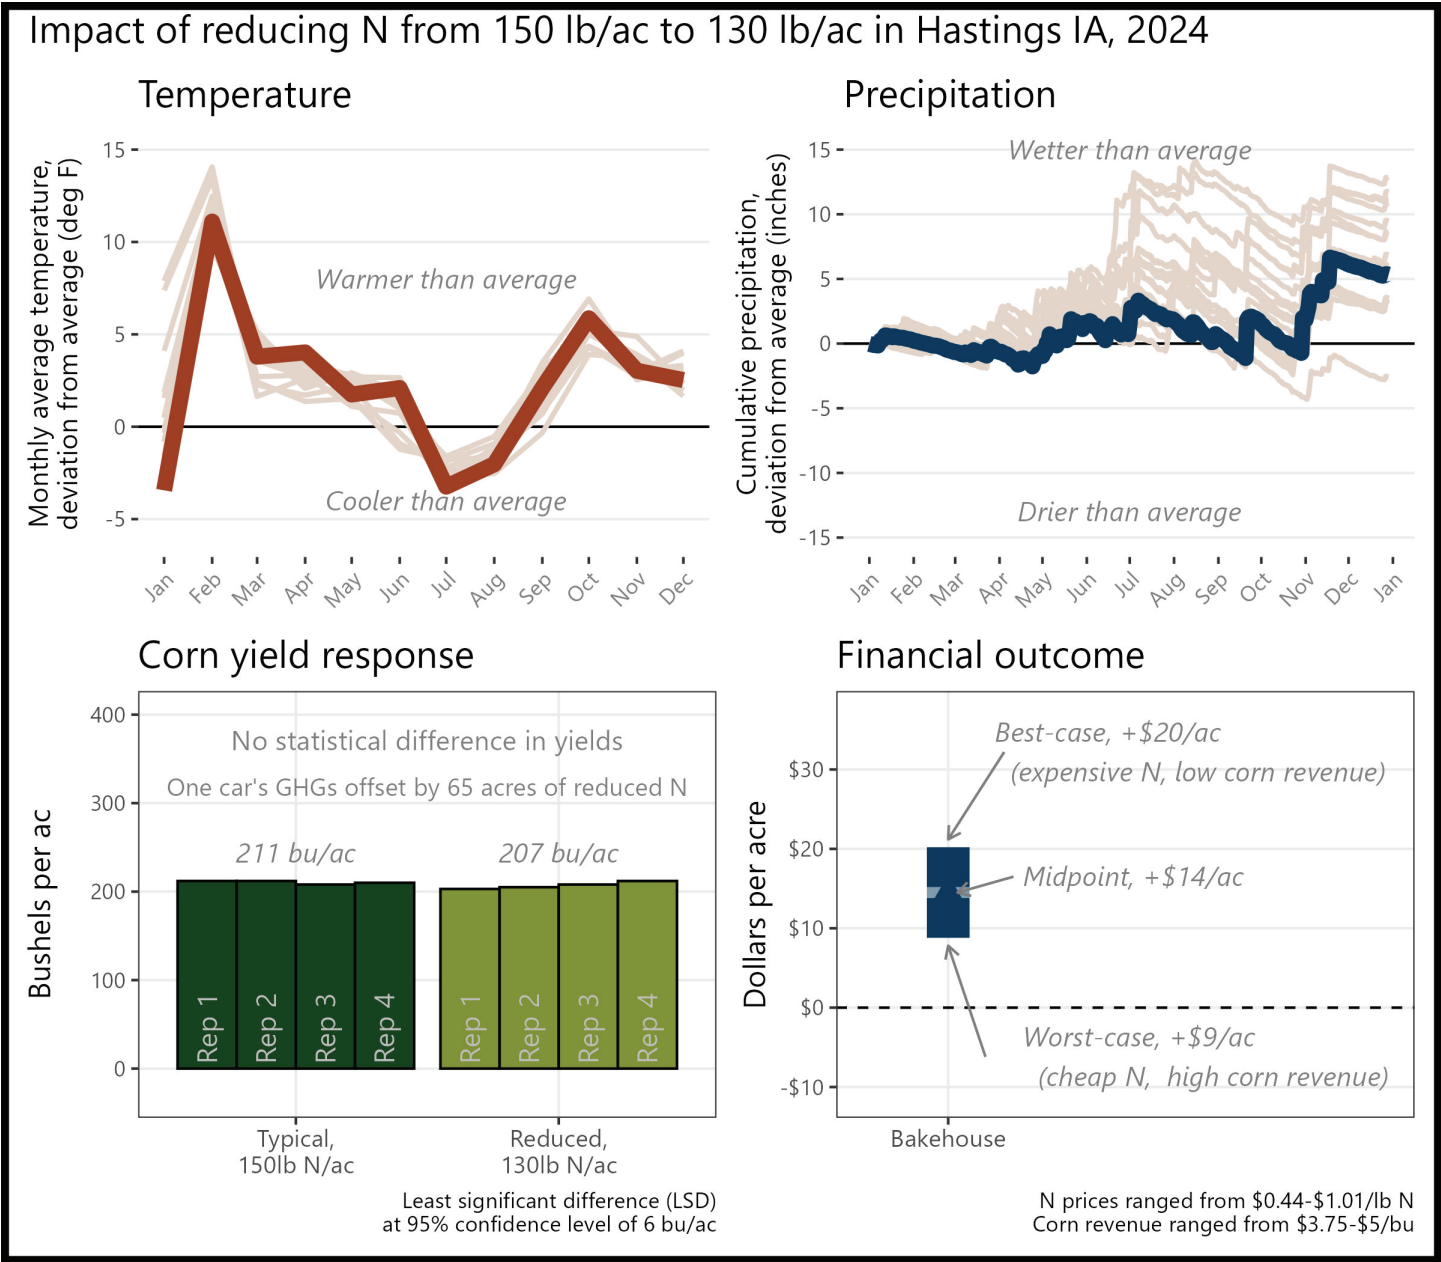 Impact of reducing N from 150 lb/ac to 130 lb/ac in Hastings IA, 2024
Temperature
Monthly average temperature,
deviation from average (deg F)
15
10
5
0
-5
Warmer than average
Cooler than average
Jan
Feb
Mar
Apr
May
Jun
Jul
Aug
Sep
Oct
Nov
Dec
Precipitation
Cumulative precipitation,
deviation from average (inches)
15
10
5
0
-5
-10
-15
Wetter than average
Drier than average
Jan
Feb
Mar
Apr
May
Jun
Jul
Aug
Sep
Oct
Nov
Dec
Jan
Corn yield response
Bushels per ac
400
300
200
100
0
No statistical difference in yields
One car's GHGs offset by 65 acres of reduced N
211 bu/ac
207 bu/ac
Rep 1
Rep 2
Rep 3
Rep 4
Rep 1
Rep 2
Rep 3
Rep 4
Typical,
150lb N/ac
Reduced,
130lb N/ac
Least significant difference (LSD)
at 95% confidence level of 6 bu/ac
Financial outcome
Dollars per acre
$30
$20
$10
$0
-$10
Best-case, +$20/ac
(expensive N, low corn revenue)
Midpoint, +$14/ac
Worst-case, +$9/ac
(cheap N,  high corn revenue)
Bakehouse
N prices ranged from $0.44-$1.01/lb N
Corn revenue ranged from $3.75-$5/bu